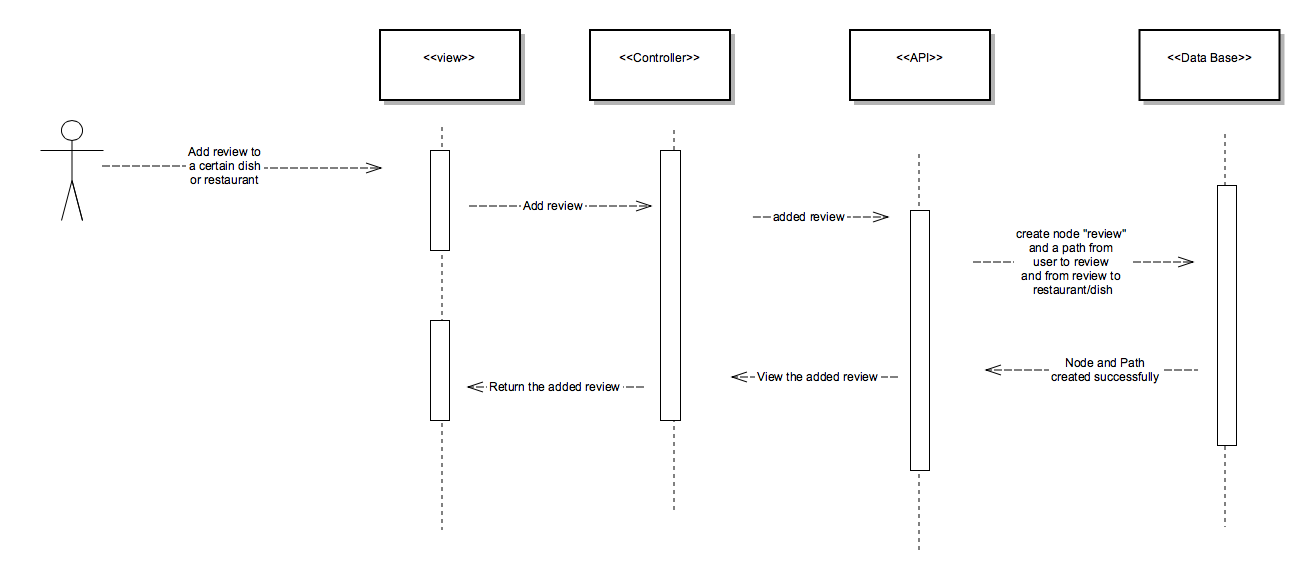 <<view>>
<<Controller>>
<<API>>
<<Data Base>>
Add review to
a certain dish
or restaurant
Add review
added review
create node "review"
and a path from
user to review
and from review to
restaurant/dish
Node and Path
created successfully
View the added review
Return the added review